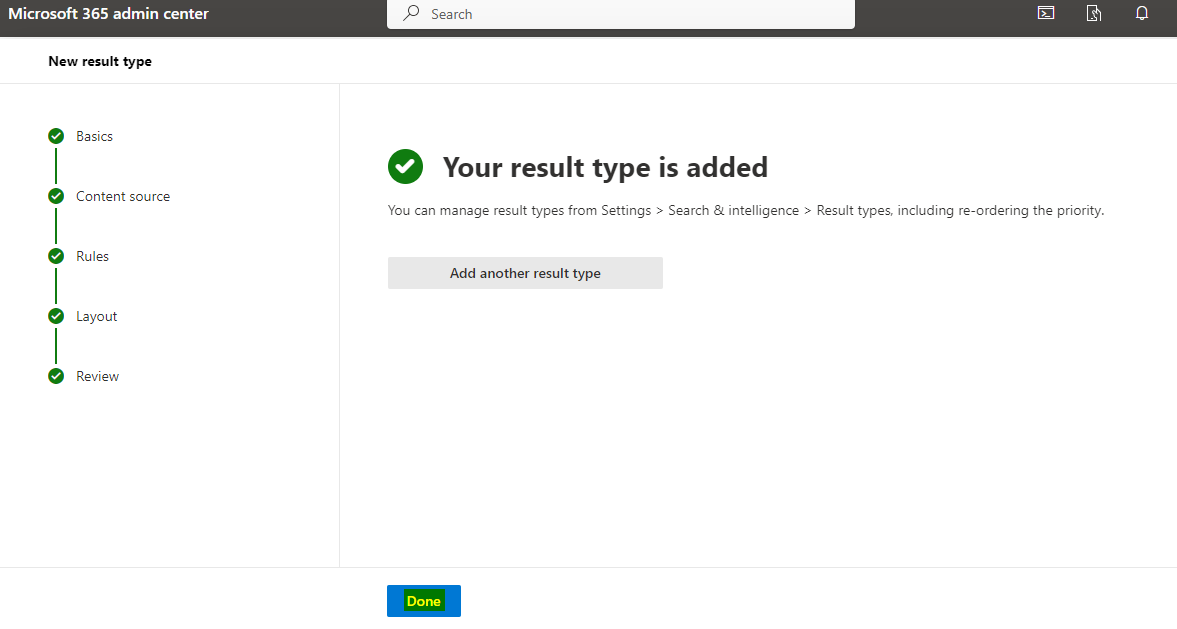 Microsoft 365 admin center
Search
New result type
Basics
Content source
Rules
Layout
Review
Your result type is added
You can manage result types from Settings > Search & intelligence > Result types, including re-ordering the priority.
Add another result type
Done